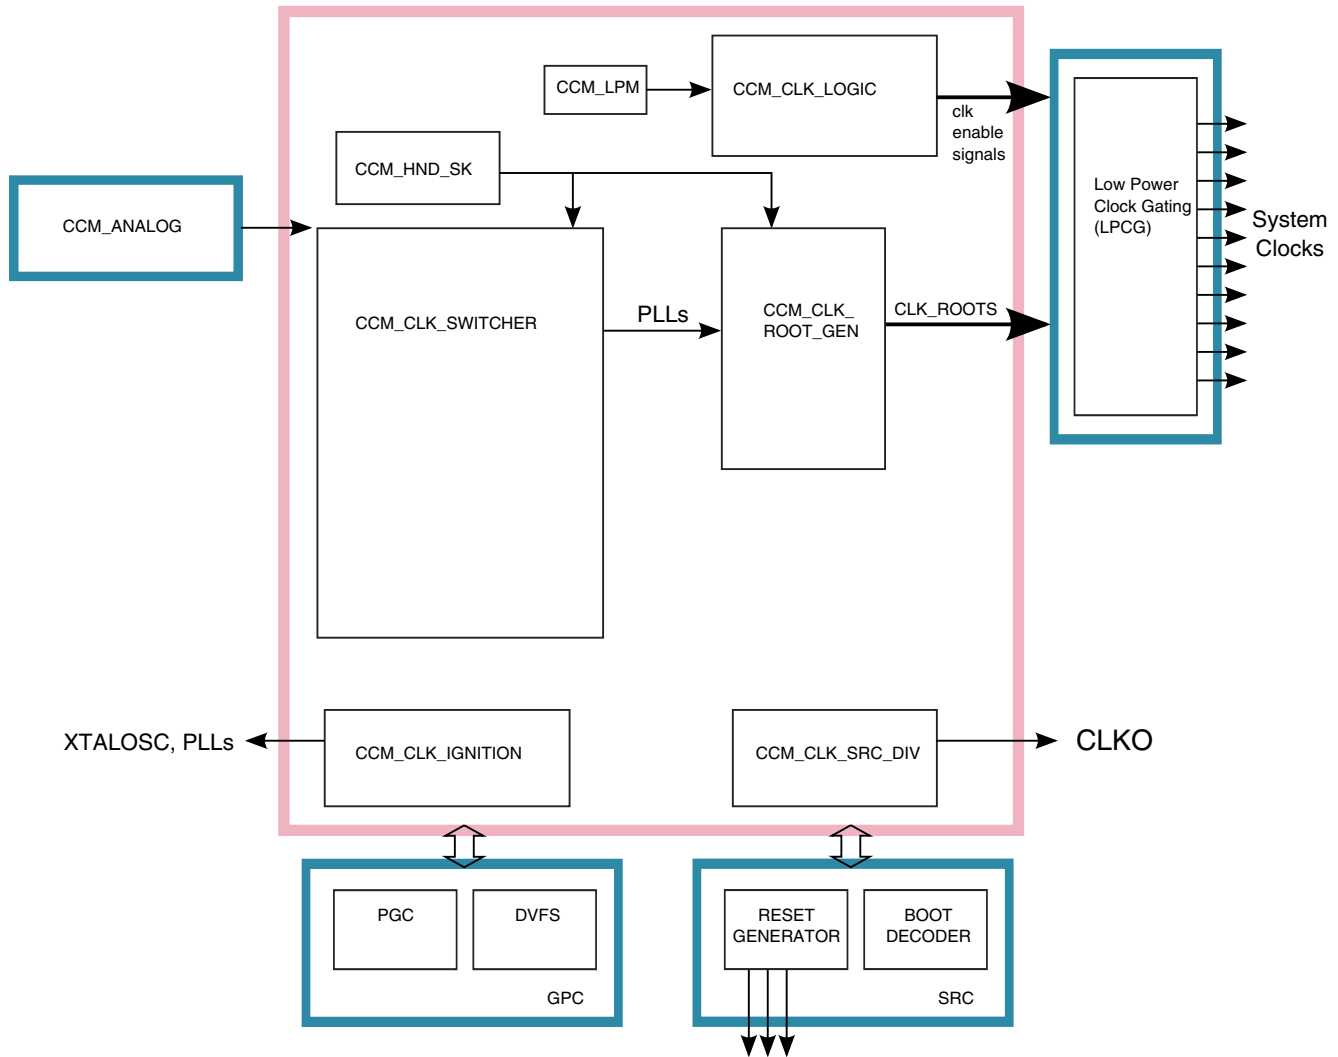 CCM_LPM
CCM_CLK_LOGIC
clk
enable
signals
CCM_HND_SK
CCM_ANALOG
Low Power
Clock Gating
(LPCG)
System
Clocks
CCM_CLK_SWITCHER
PLLs
CCM_CLK_
ROOT_GEN
CLK_ROOTS
XTALOSC, PLLs
CCM_CLK_IGNITION
CCM_CLK_SRC_DIV
CLKO
PGC
DVFS
GPC
RESET
GENERATOR
BOOT
DECODER
SRC